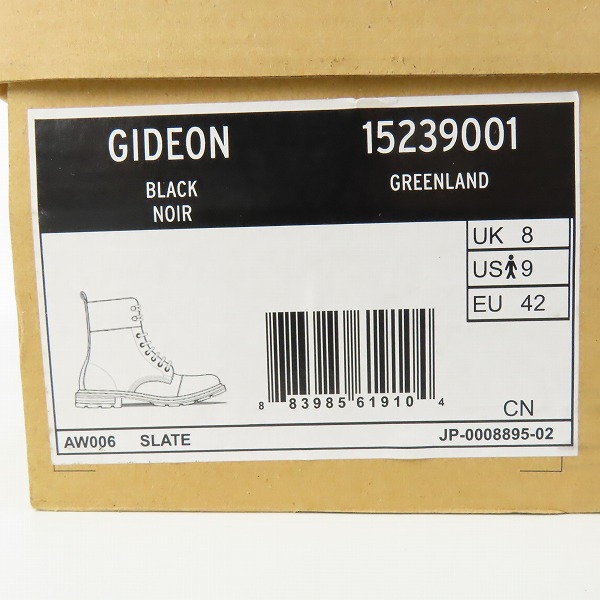 GIDEON 15239001
BLACK GREENLAND
NOIR
UK 8
US 9
EU 42
8 83985 61910 4
CN
AW006 SLATE JP-0008895-02